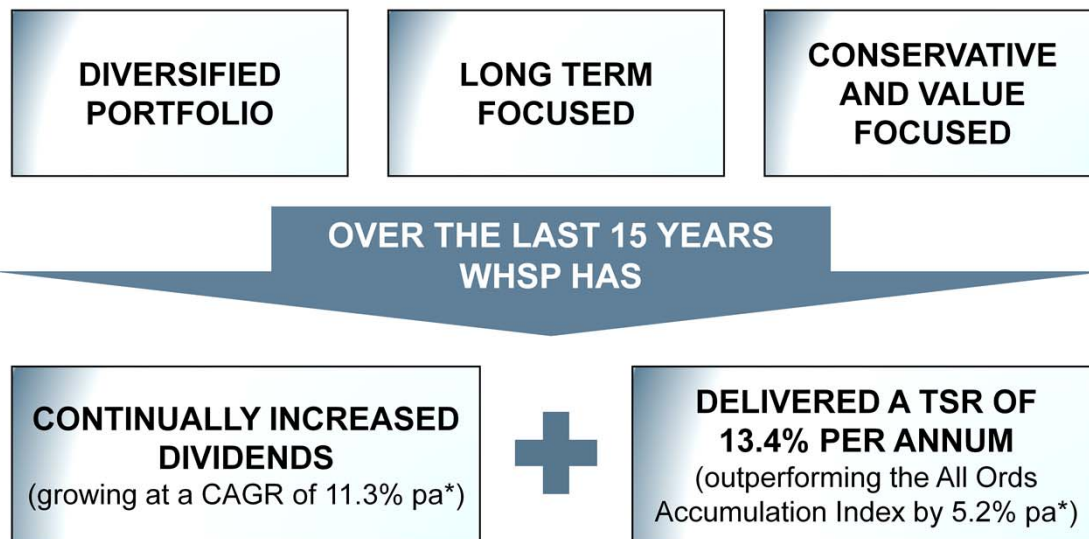 DIVERSIFIED
PORTFOLIO
LONG TERM
FOCUSED
CONSERVATIVE
AND VALUE
FOCUSED
OVER THE LAST 15 YEARS
WHSP HAS
CONTINUALLY INCREASED
DIVIDENDS
(growing at a CAGR of 11.3% pa*)
DELIVERED A TSR OF
13.4% PER ANNUM
(outperforming the All Ords
Accumulation Index by 5.2% pa*)